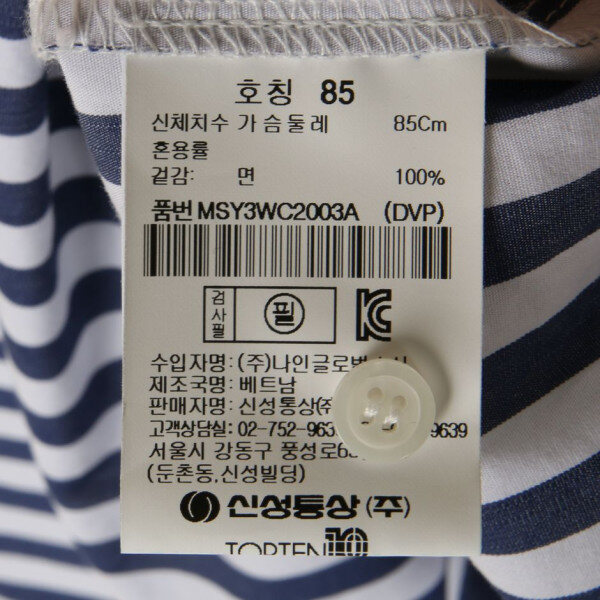 호칭 85
신체치수 가슴둘레 85Cm
혼용률
겉감: 면 100%
품번 MSY3WC2003A (DVP)
검사필 필
수입자명: (주)나인글로벌
제조국명: 베트남
판매자명: 신성통상(주
고객상담실: 02-752-963 9639
서울시 강동구 풍성로6
(둔촌동,신성빌딩)
신성통상(주)
TOPTEN10